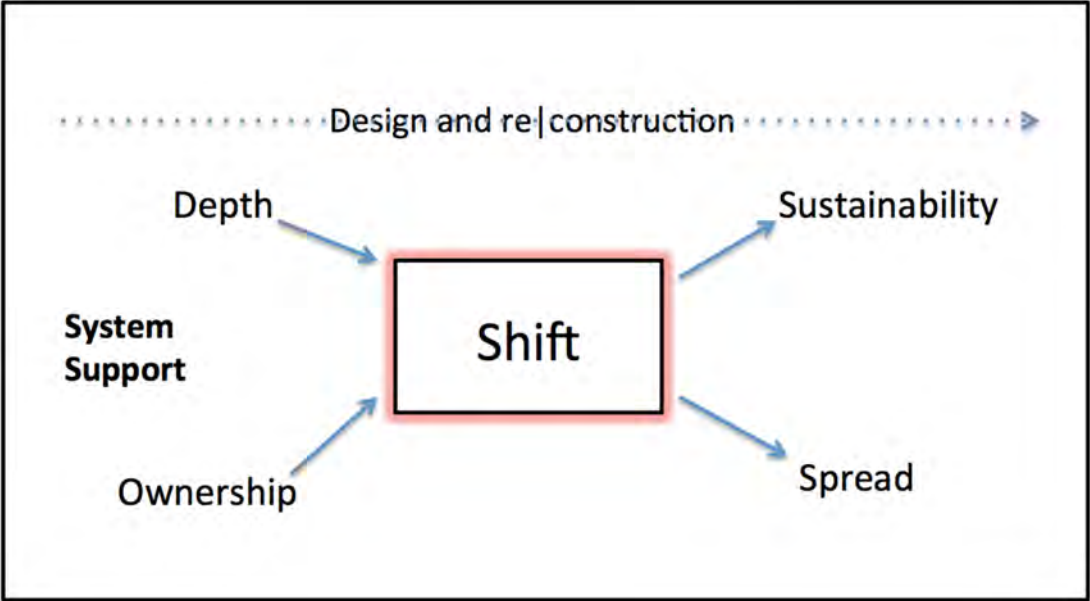 Design and re|construction
Depth
Sustainability
System
Support
Shift
Ownership
Spread